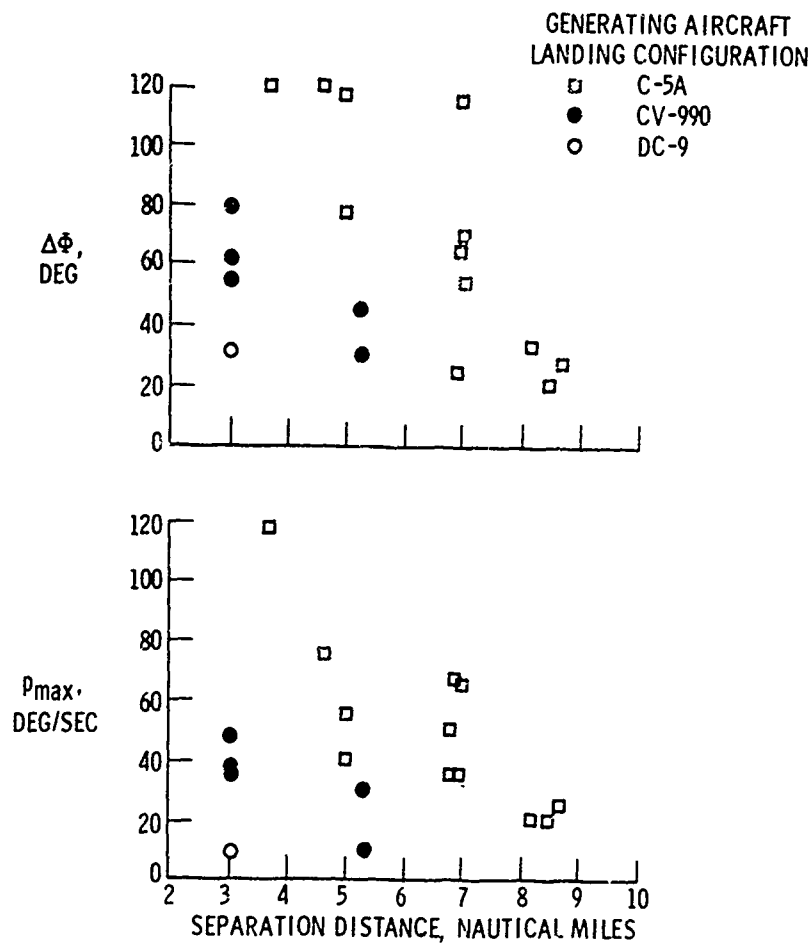 GENERATING AIRCRAFT
LANDING CONFIGURATION
C-5A
CV-990
DC-9
120
100
80
60
40
20
0
ΔΦ,
DEG
120
100
80
60
40
20
0
pmax,
DEG/SEC
2 3 4 5 6 7 8 9 10
SEPARATION DISTANCE, NAUTICAL MILES